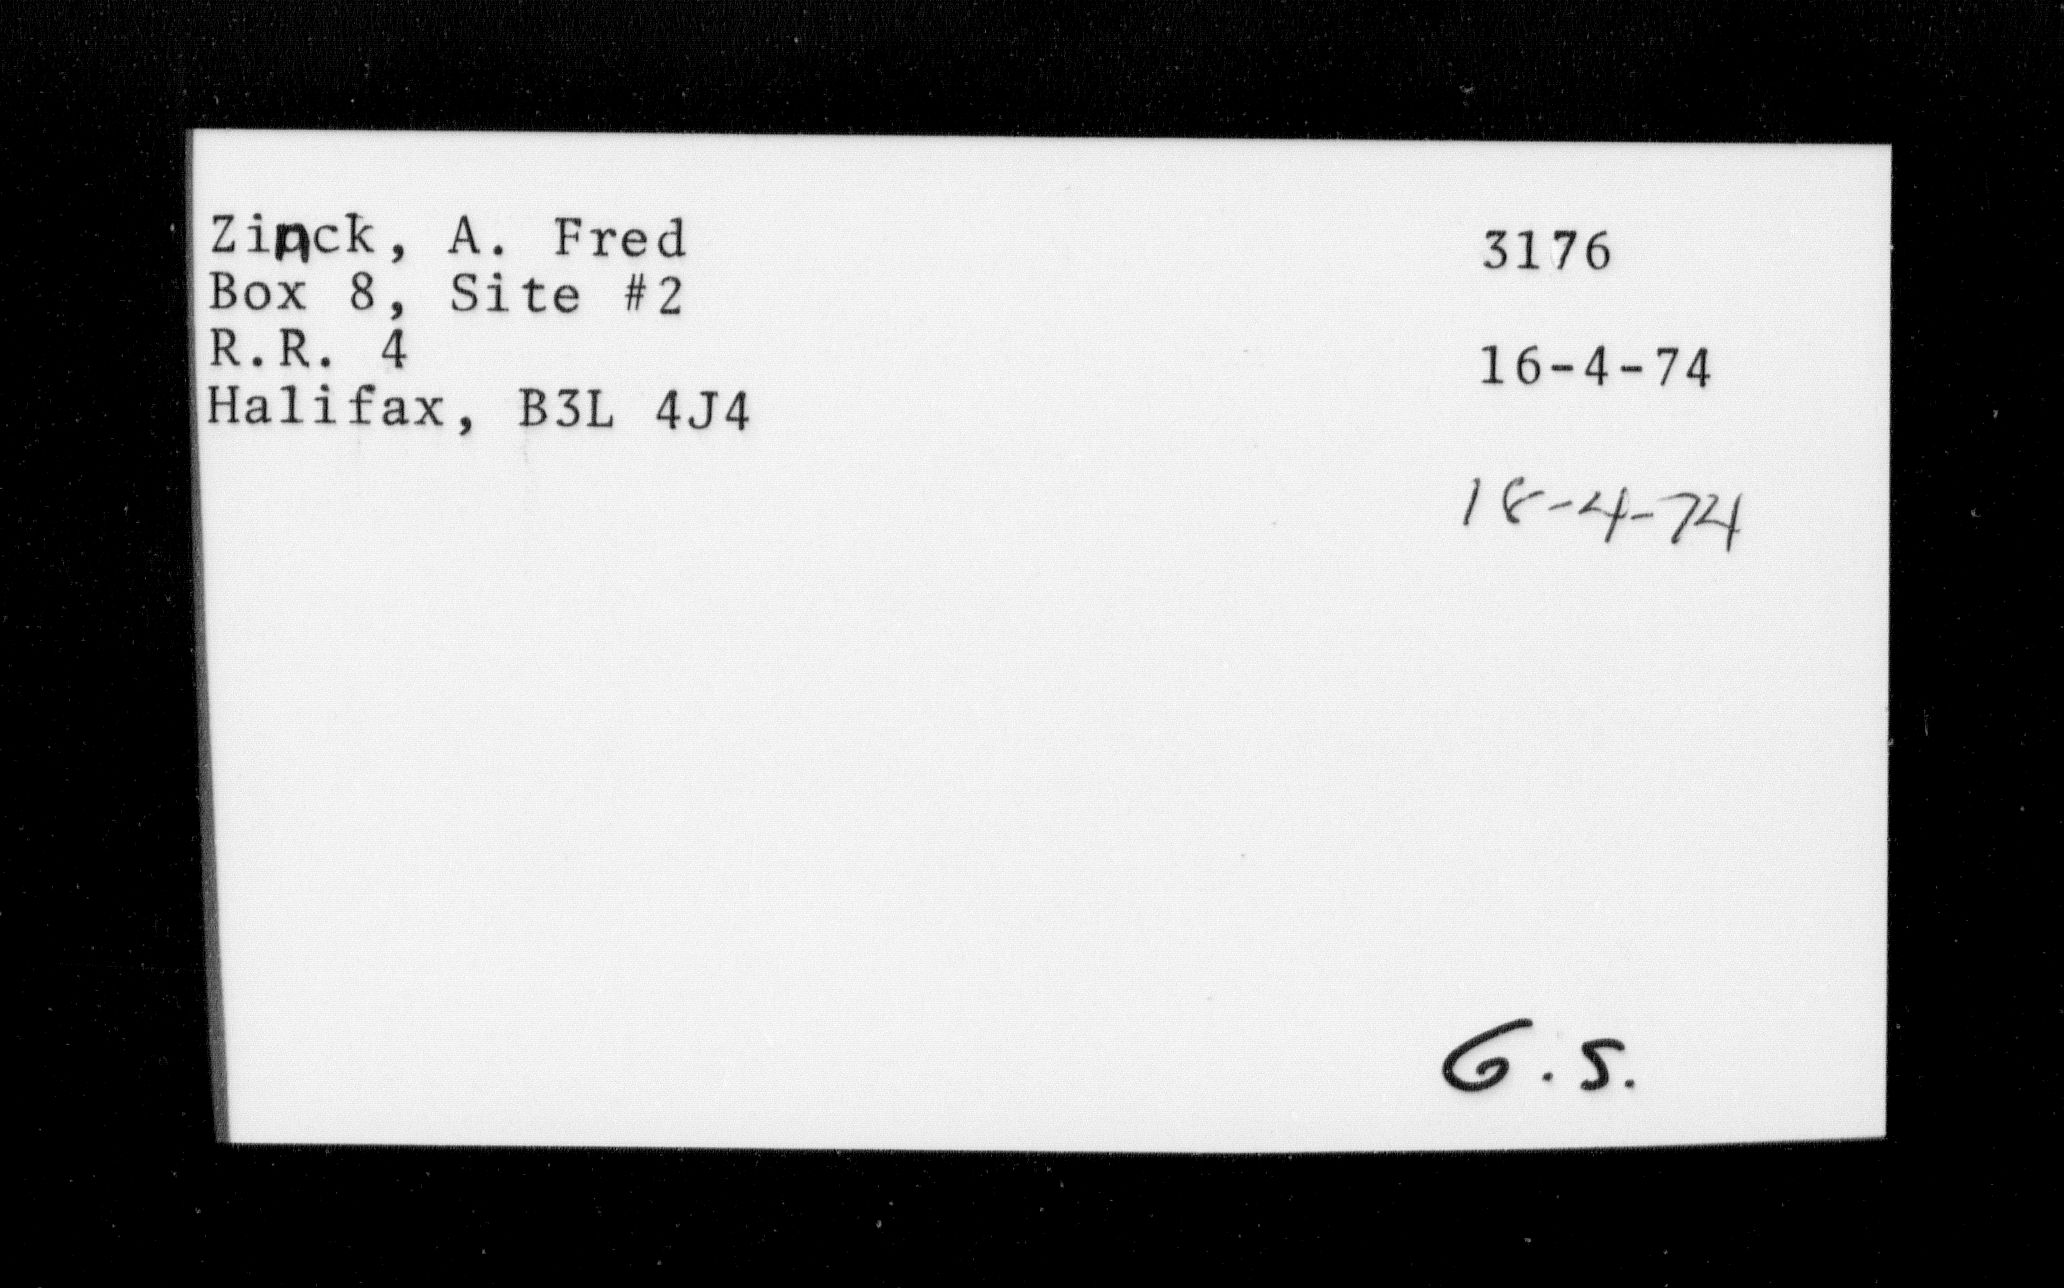 Zinck, A. Fred
Box 8, Site #2
R.R. 4
Halifax, B3L 4J4
3176
16-4-74
18-4-74
G.S.